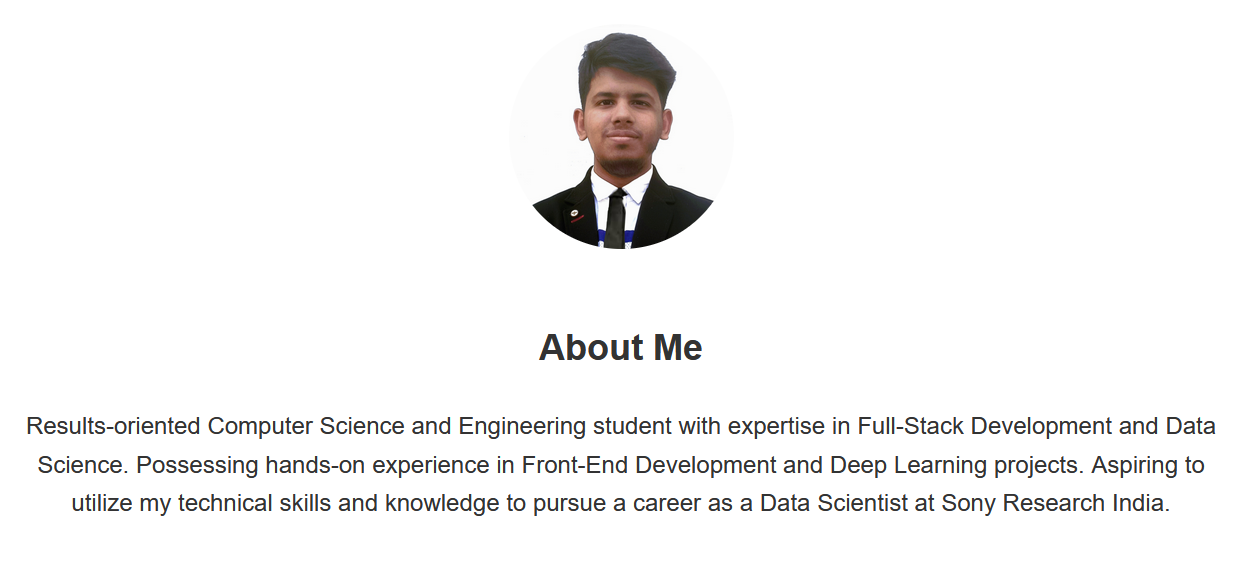 About Me
Results-oriented Computer Science and Engineering student with expertise in Full-Stack Development and Data
Science. Possessing hands-on experience in Front-End Development and Deep Learning projects. Aspiring to
utilize my technical skills and knowledge to pursue a career as a Data Scientist at Sony Research India.